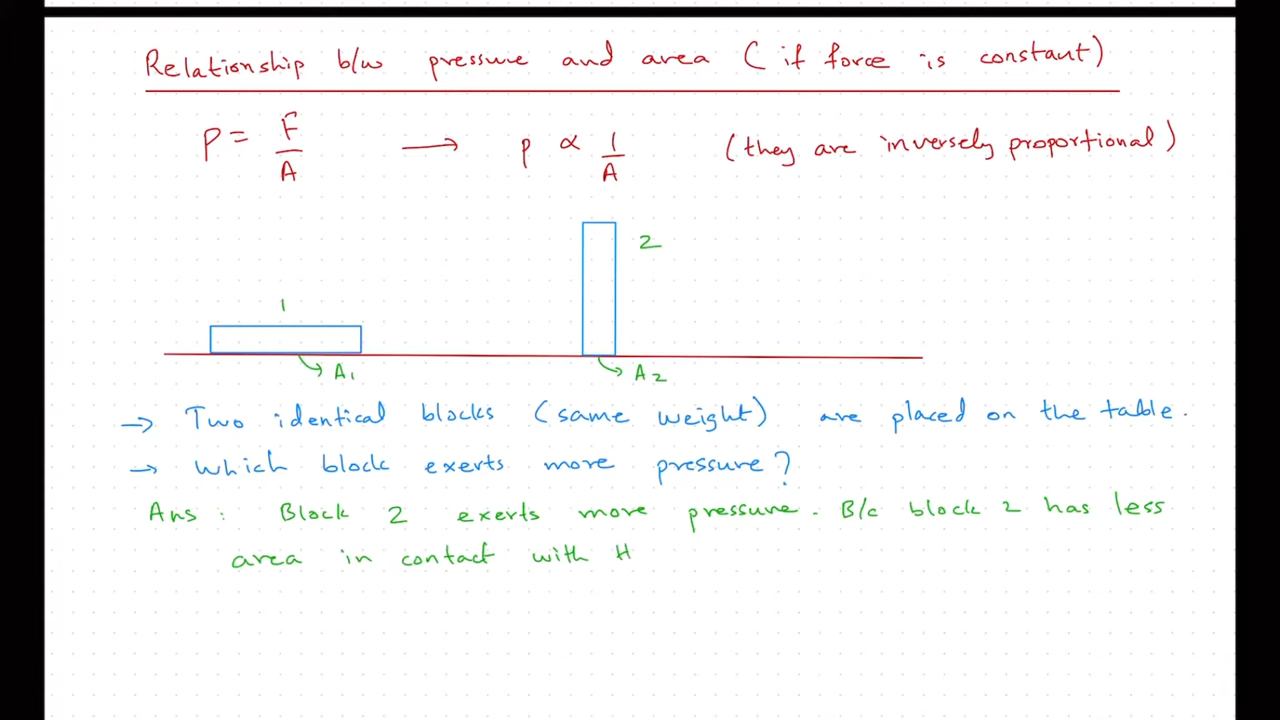 Relationship b/w pressure and area (if force is constant)
P = F/A → P ∝ 1/A (they are inversely proportional)
2
1
A1 A2
→ Two identical blocks (same weight) are placed on the table.
→ Which block exerts more pressure?
Ans: Block 2 exerts more pressure. B/c block 2 has less
area in contact with